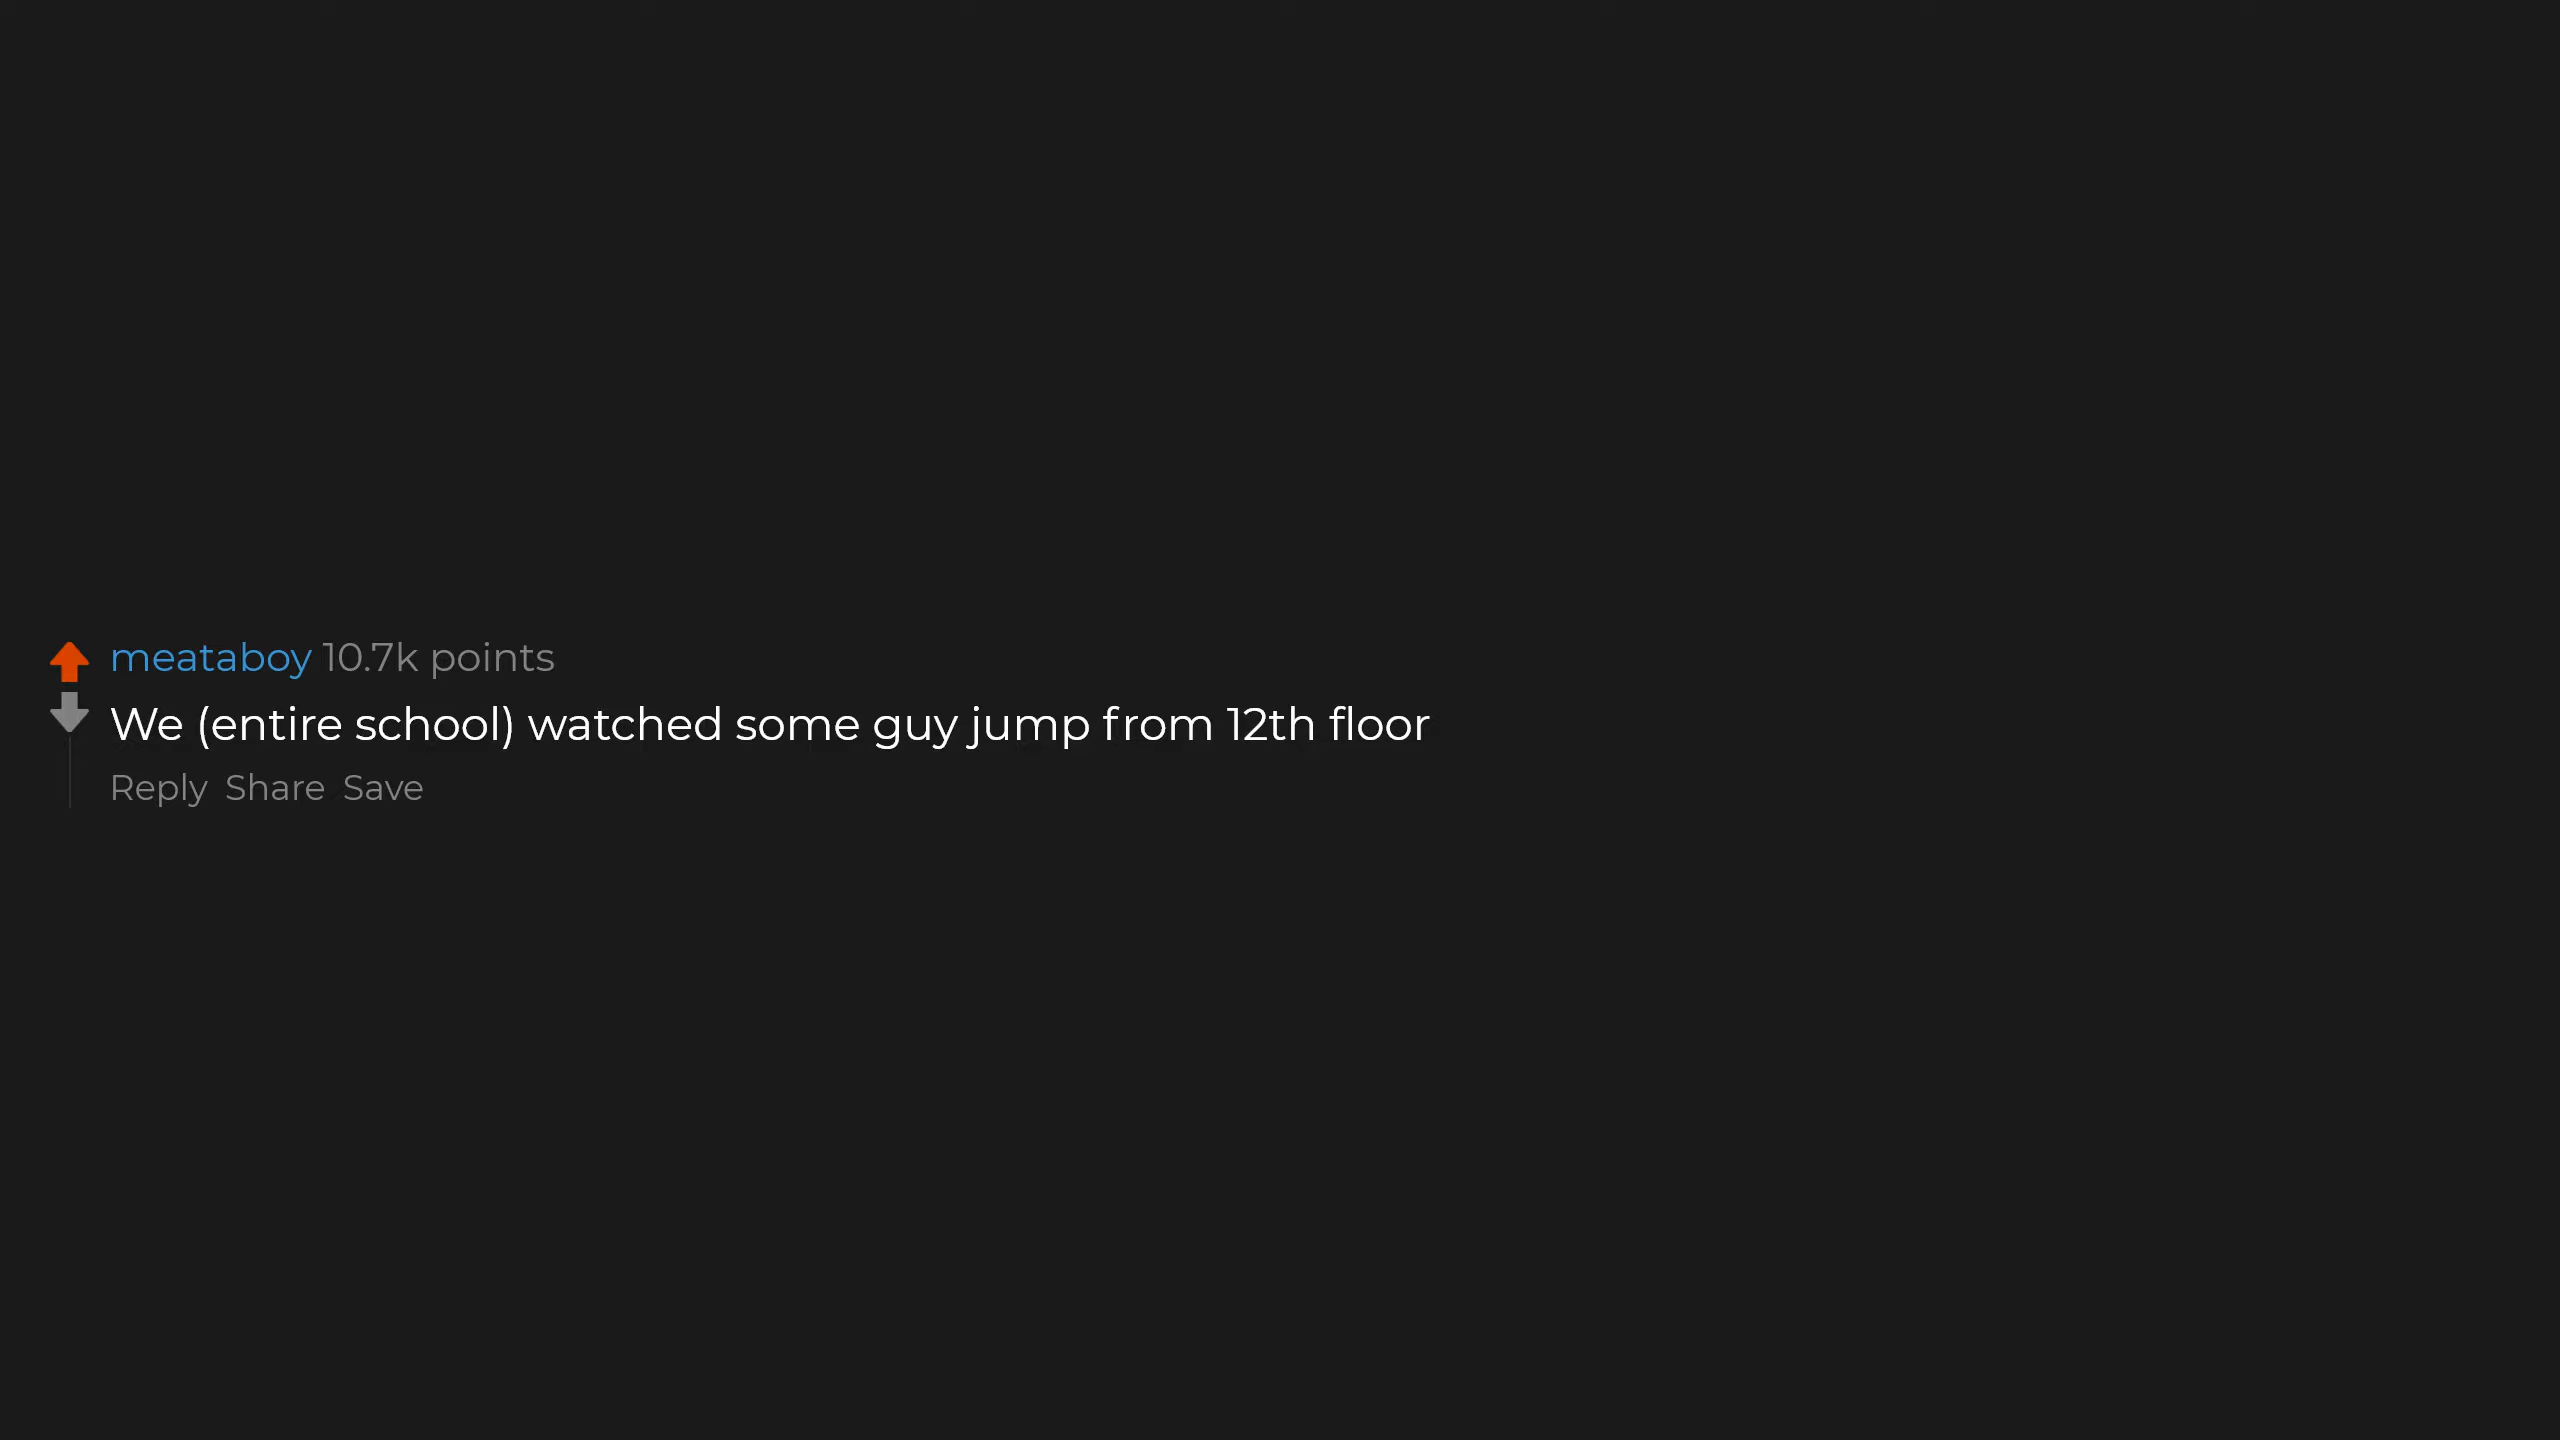 meataboy 10.7k points
We (entire school) watched some guy jump from 12th floor
Reply Share Save